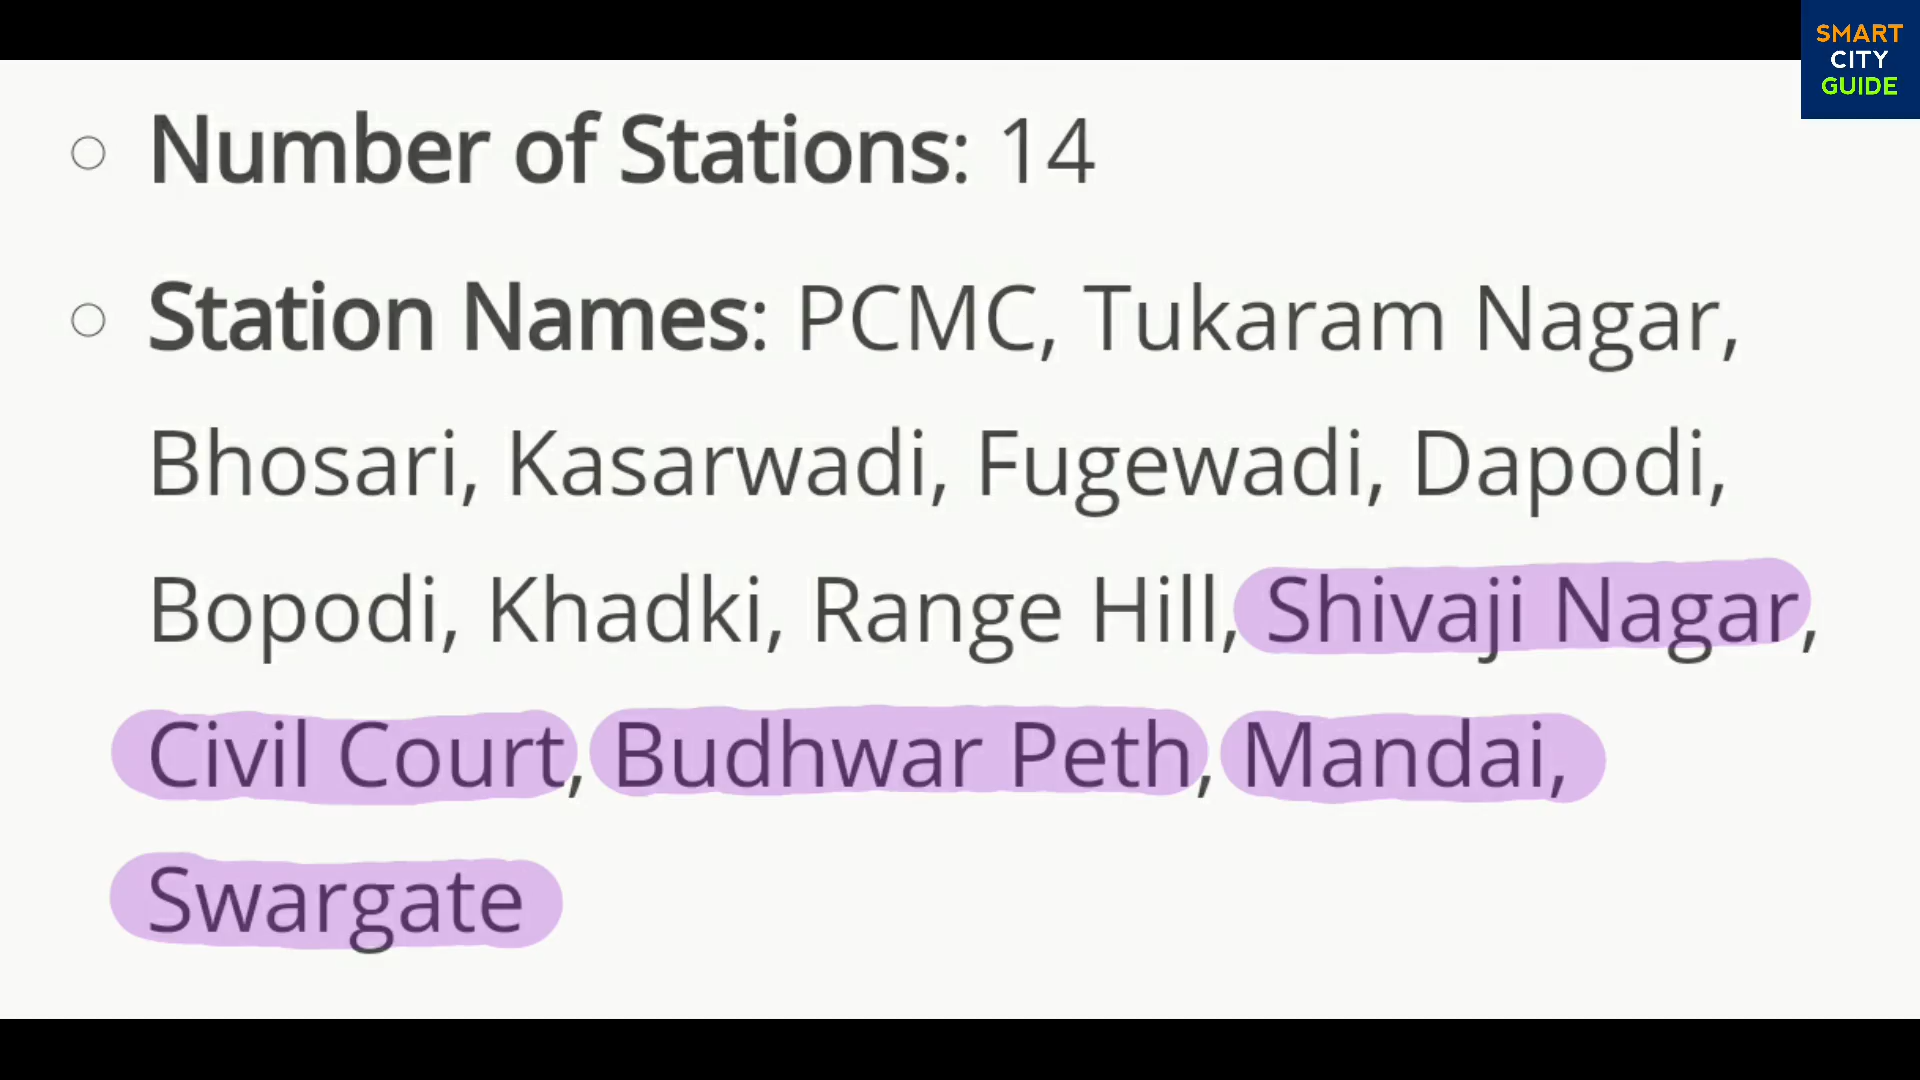 SMART
CITY
GUIDE
Number of Stations: 14
Station Names: PCMC, Tukaram Nagar,
Bhosari, Kasarwadi, Fugewadi, Dapodi,
Bopodi, Khadki, Range Hill, Shivaji Nagar,
Civil Court, Budhwar Peth, Mandai,
Swargate